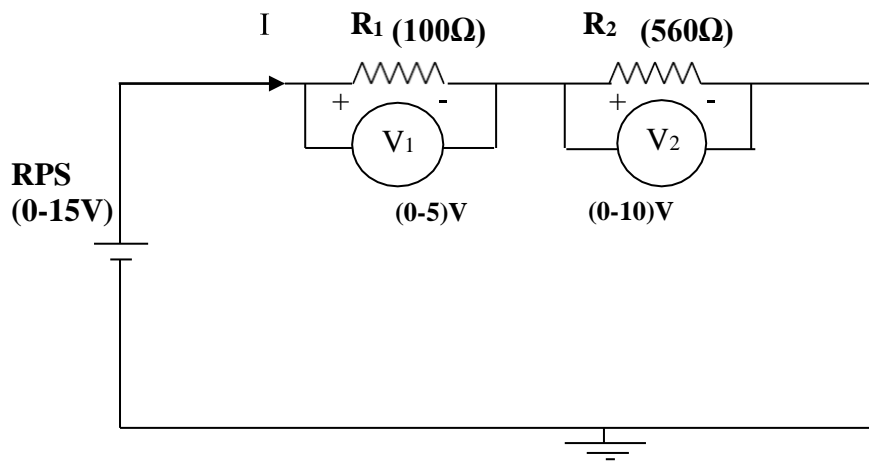 I
R₁ (100Ω)
R₂ (560Ω)
+ -
+ -
V₁
V₂
RPS
(0-15V)
(0-5)V
(0-10)V